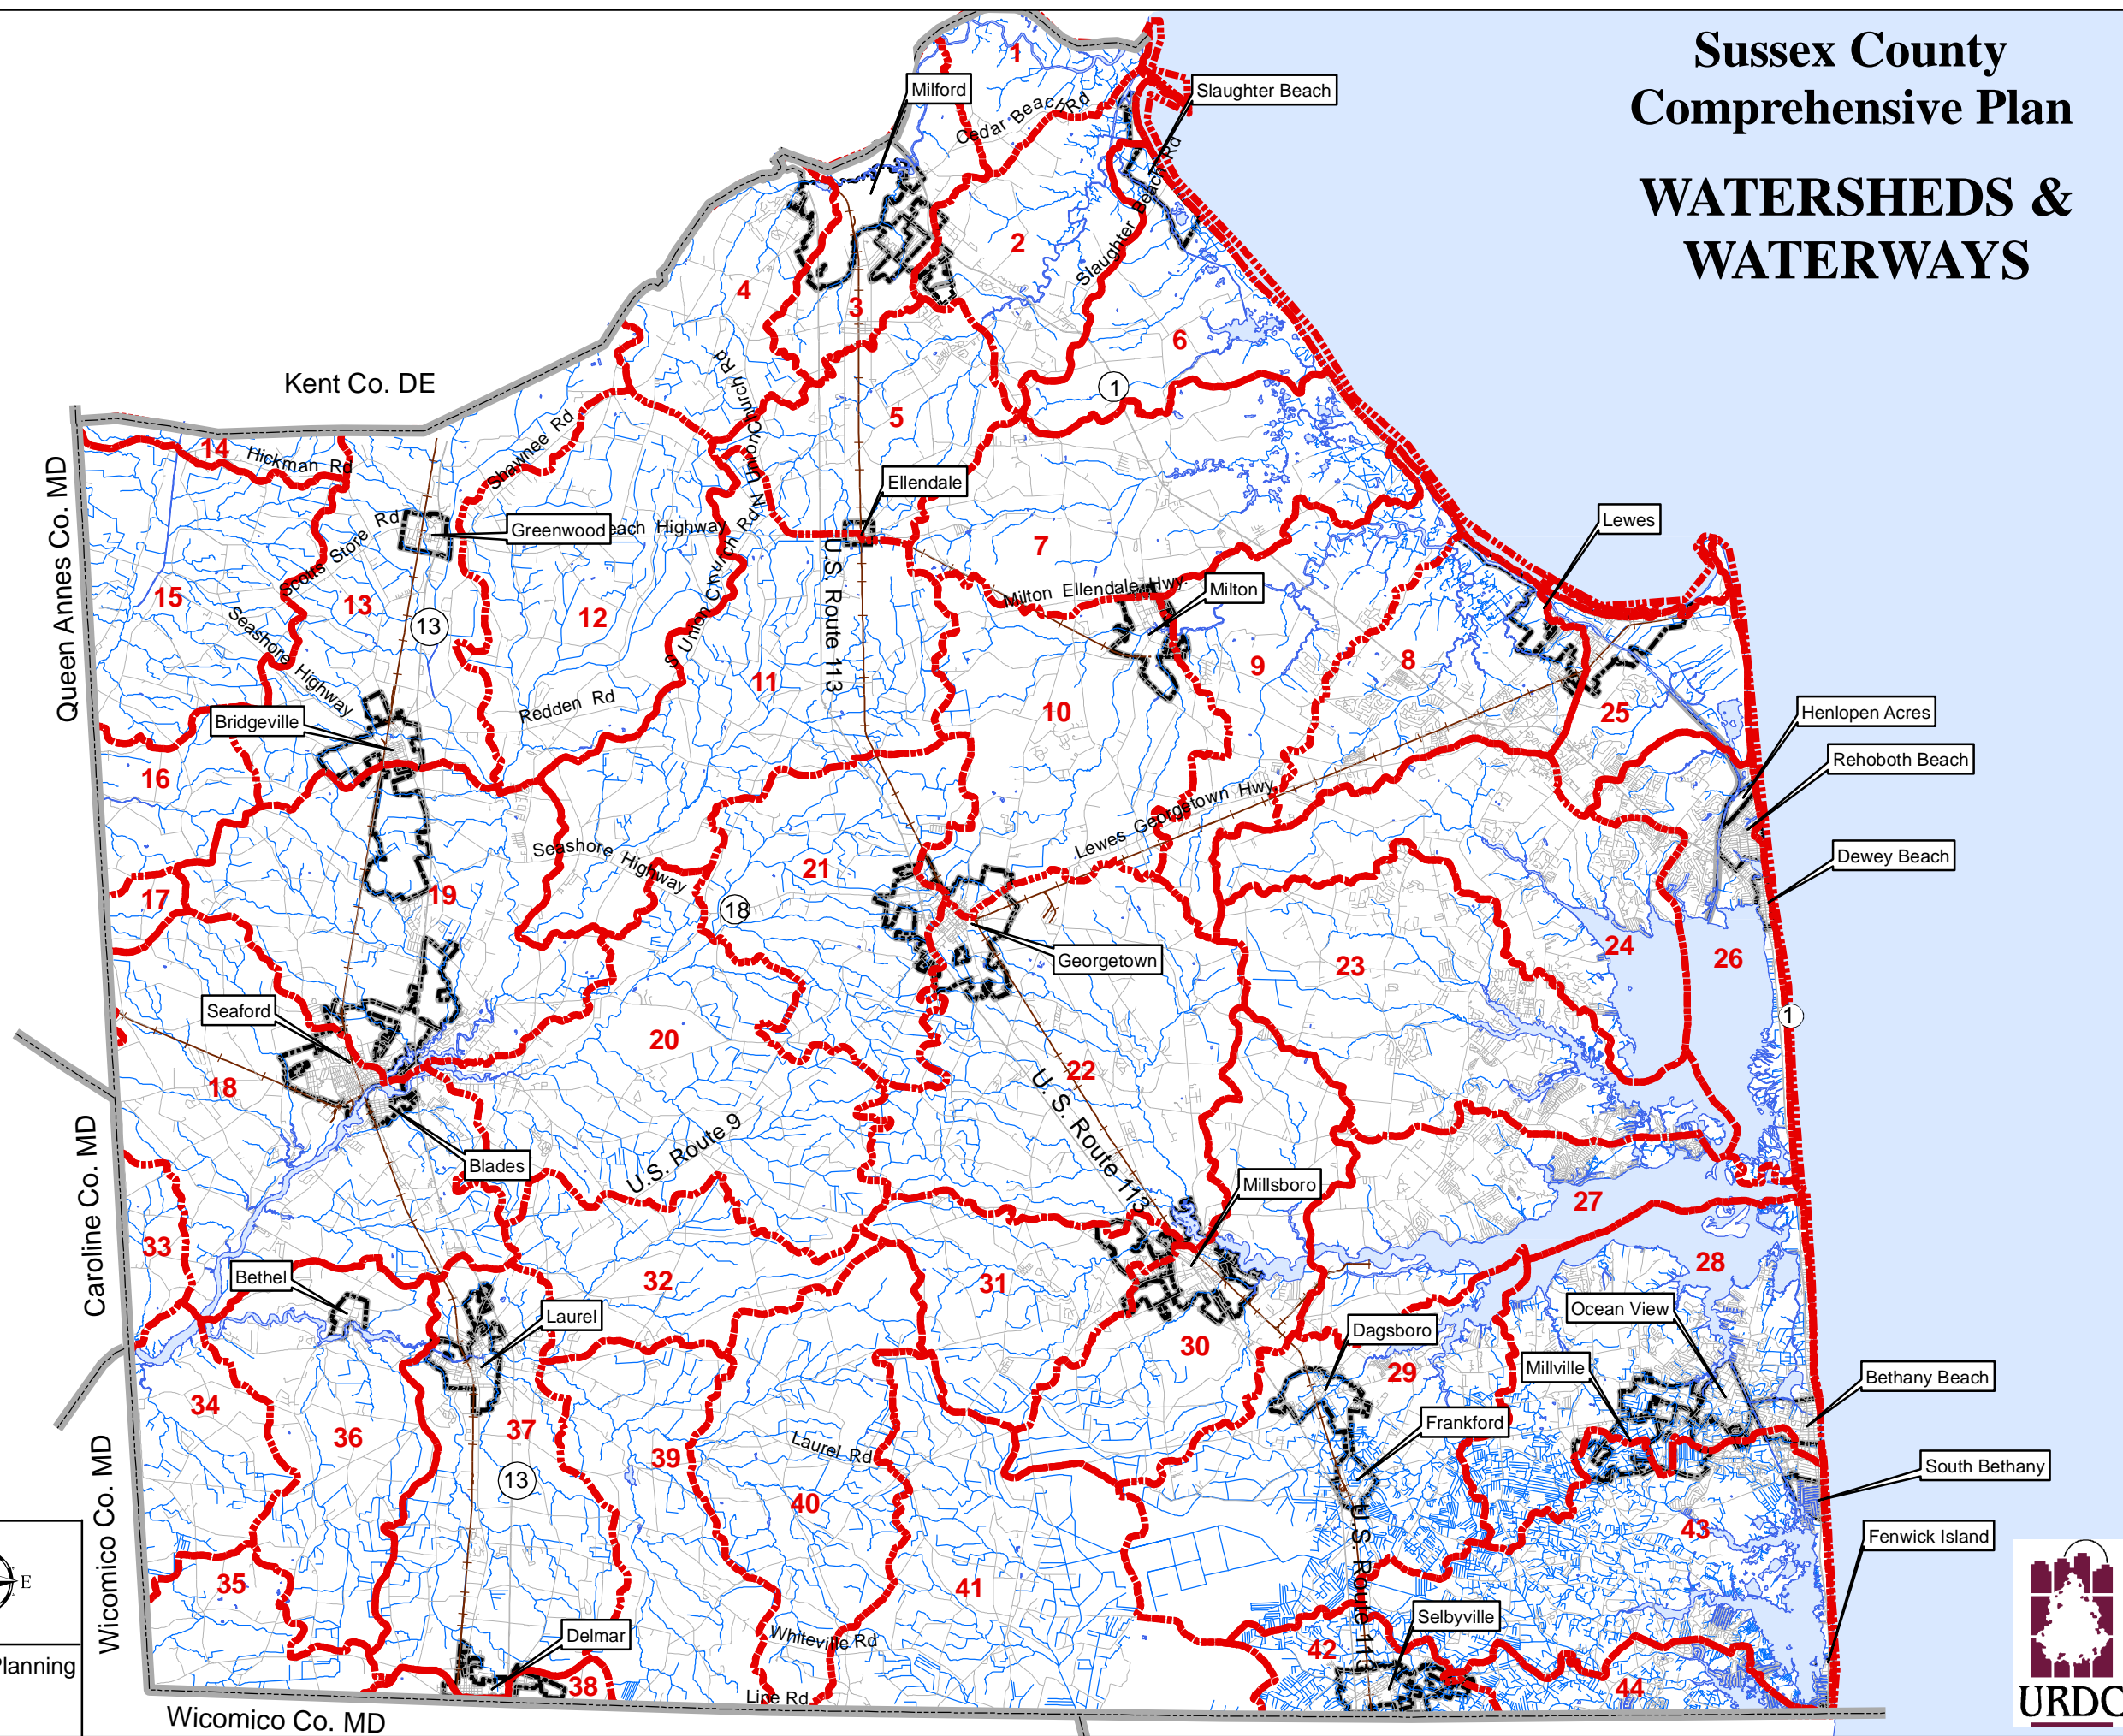 Sussex County
Comprehensive Plan
WATERSHEDS &
WATERWAYS
1
Milford
Slaughter Beach
Cedar Beach Rd
Slaughter Beach Rd
2
4
3
6
Kent Co. DE
1
N Union Church Rd
5
14
Hickman Rd
Shawnee Rd
Ellendale
Queen Annes Co. MD
Scotts Store Rd
Greenwood
each Highway
Lewes
7
15
13
Seashore Highway
13
12
S Union Church Rd
U.S. Route 113
Milton Ellendale Hwy.
Milton
9
8
11
10
25
Redden Rd
Bridgeville
Henlopen Acres
Rehoboth Beach
16
Lewes Georgetown Hwy
Seashore Highway
21
Dewey Beach
17
19
18
Georgetown
23
24
26
Seaford
1
20
18
22
U. S. Route 113
U.S. Route 9
Blades
Millsboro
Caroline Co. MD
27
33
28
Bethel
32
31
Laurel
Ocean View
Dagsboro
30
29
Millville
Bethany Beach
34
36
37
Laurel Rd
Frankford
39
13
South Bethany
40
Wicomico Co. MD
43
Fenwick Island
E
35
41
U.S Route 113
Selbyville
Delmar
Whiteville Rd
42
Planning
38
Line Rd
44
Wicomico Co. MD
URDC